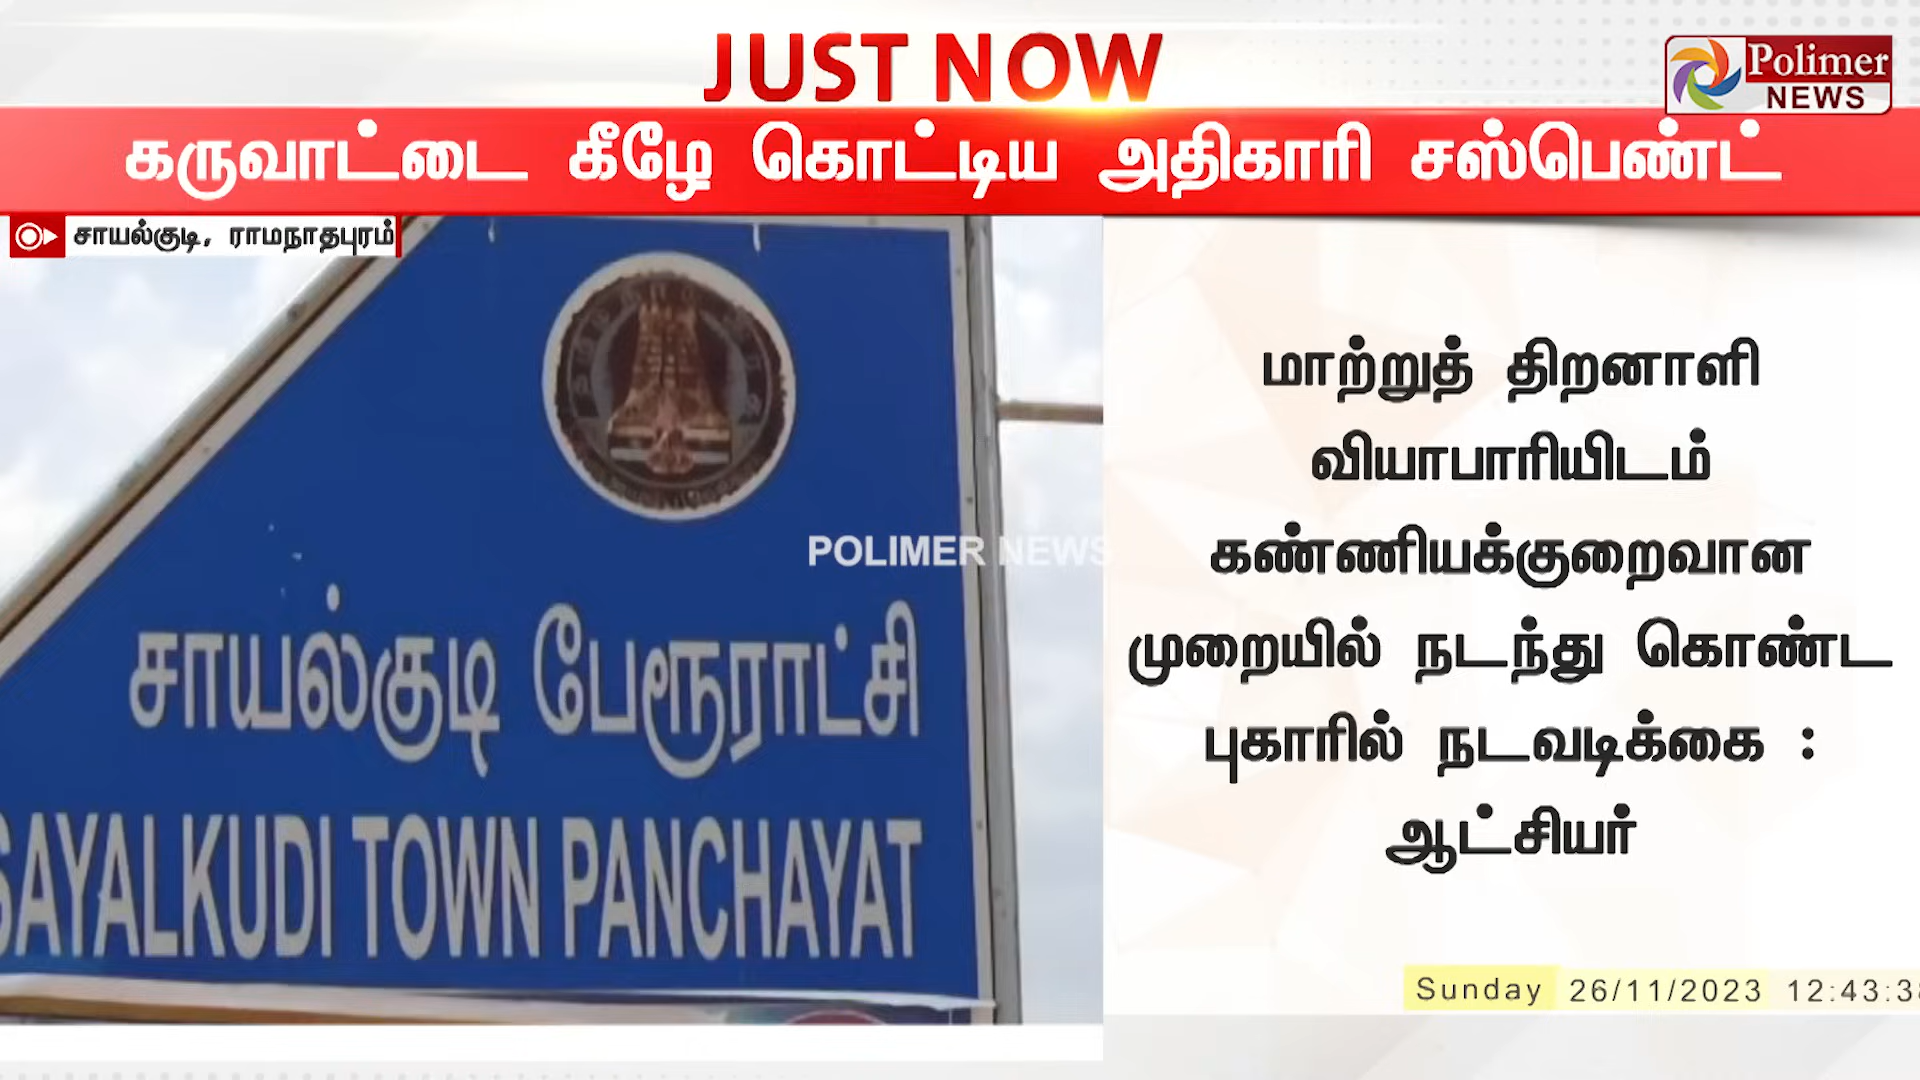 JUST NOW
Polimer
NEWS
கருவாட்டை கீழே கொட்டிய அதிகாரி சஸ்பெண்ட்
சாயல்குடி, ராமநாதபுரம்
மாற்றுத் திறனாளி
வியாபாரியிடம்
கண்ணியக்குறைவான
முறையில் நடந்து கொண்ட
புகாரில் நடவடிக்கை :
ஆட்சியர்
POLIMER NEWS
சாயல்குடி பேரூராட்சி
SAYALKUDI TOWN PANCHAYAT
Sunday 26/11/2023 12:43:38